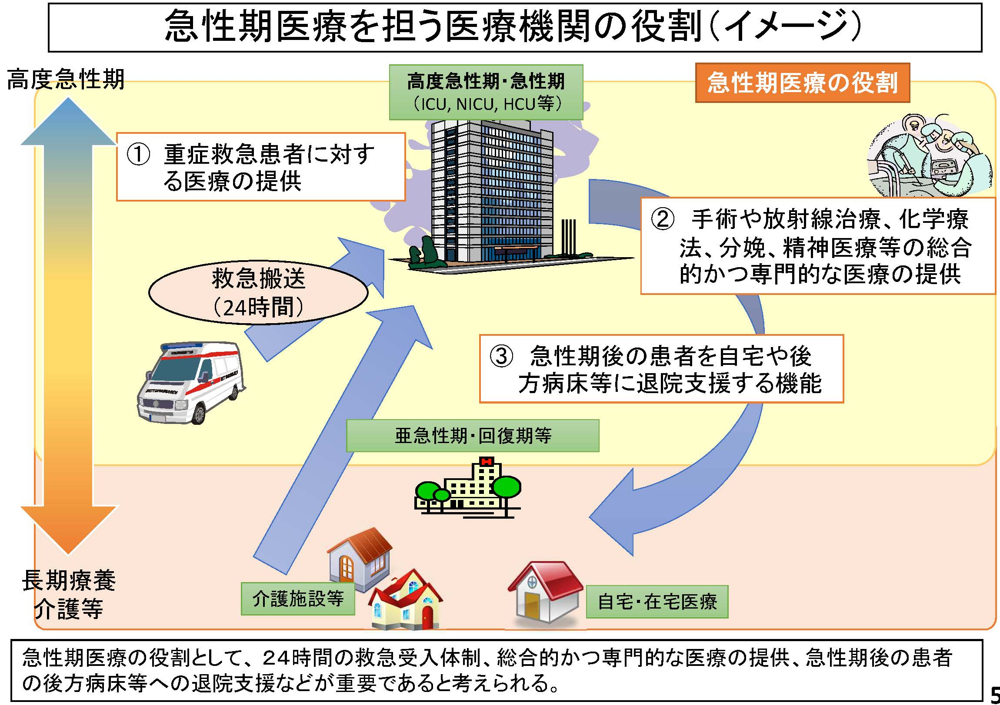 急性期医療を担う医療機関の役割（イメージ）
高度急性期
高度急性期・急性期
（ICU, NICU, HCU等）
急性期医療の役割
① 重症救急患者に対す
る医療の提供
② 手術や放射線治療、化学療
法、分娩、精神医療等の総合
的かつ専門的な医療の提供
救急搬送
（24時間）
③ 急性期後の患者を自宅や後
方病床等に退院支援する機能
亜急性期・回復期等
H
長期療養
介護等
介護施設等
自宅・在宅医療
急性期医療の役割として、２４時間の救急受入体制、総合的かつ専門的な医療の提供、急性期後の患者
の後方病床等への退院支援などが重要であると考えられる。
5